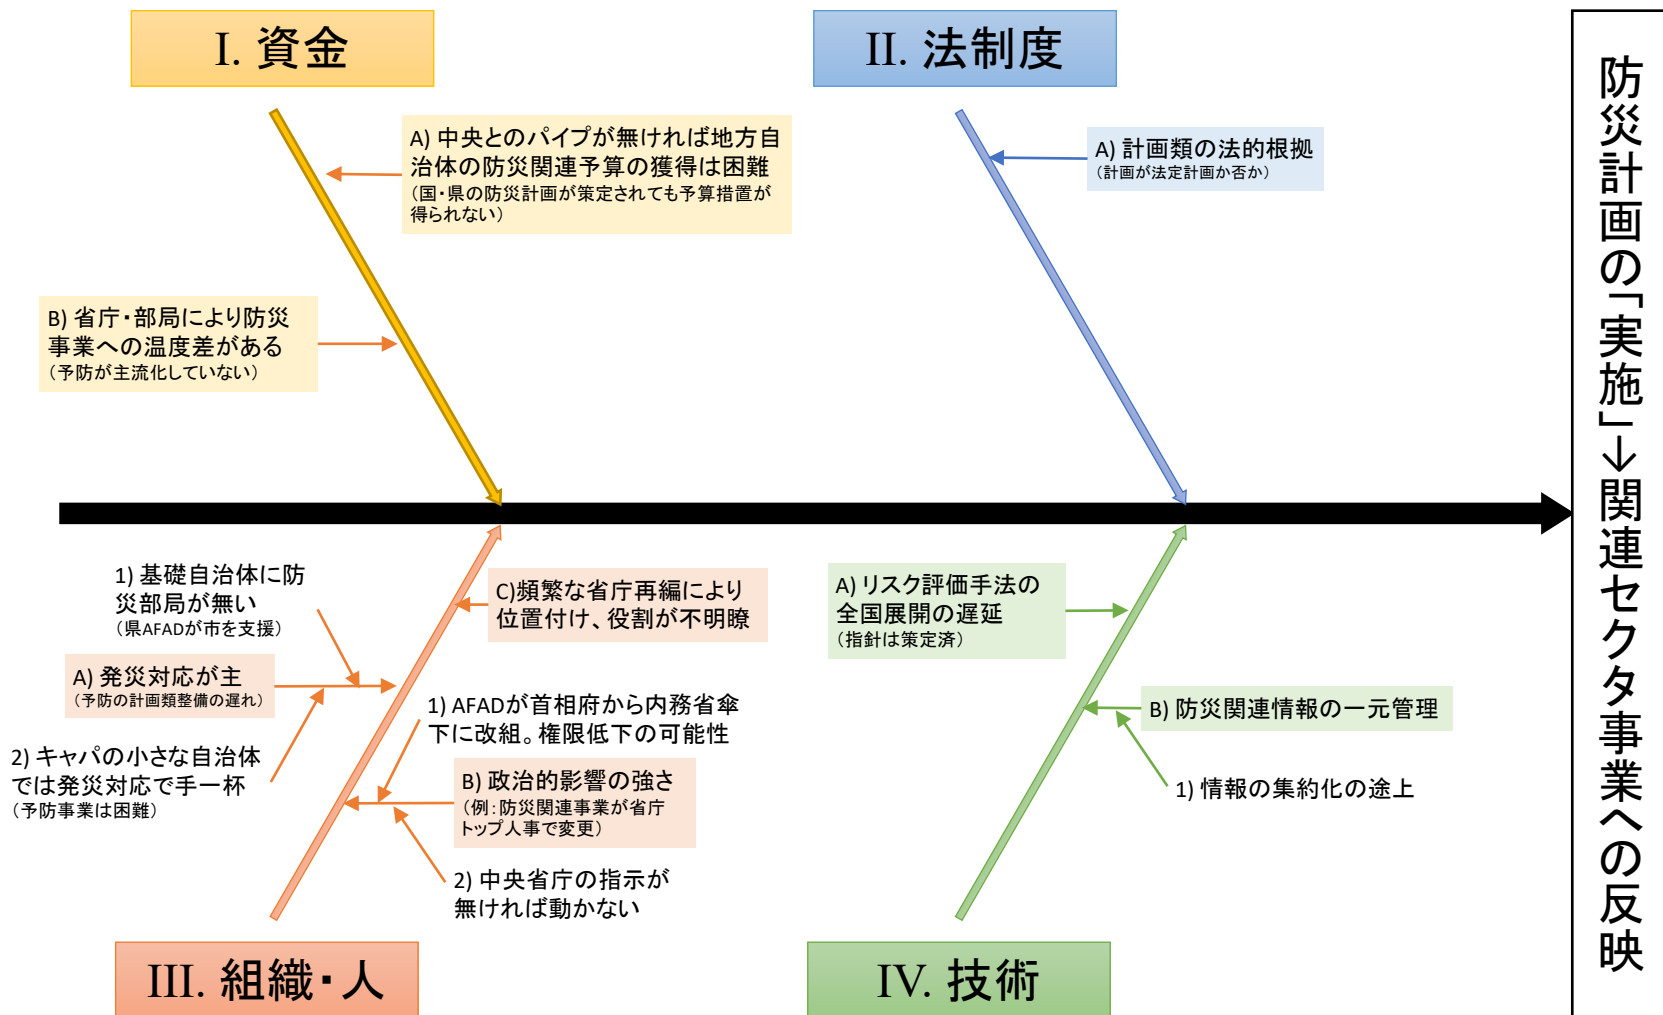 I. 資金
II. 法制度
A) 中央とのパイプが無ければ地方自
治体の防災関連予算の獲得は困難
（国・県の防災計画が策定されても予算措置が
得られない）
B) 省庁・部局により防災
事業への温度差がある
（予防が主流化していない）
A) 計画類の法的根拠
（計画が法定計画か否か）
防災計画の「実施」→関連セクタ事業への反映
1) 基礎自治体に防
災部局が無い
（県AFADが市を支援）
A) 発災対応が主
（予防の計画類整備の遅れ）
2) キャパの小さな自治体
では発災対応で手一杯
（予防事業は困難）
C)頻繁な省庁再編により
位置付け、役割が不明瞭
1) AFADが首相府から内務省傘
下に改組。権限低下の可能性
B) 政治的影響の強さ
（例：防災関連事業が省庁
トップ人事で変更）
2) 中央省庁の指示が
無ければ動かない
A) リスク評価手法の
全国展開の遅延
（指針は策定済）
B) 防災関連情報の一元管理
1) 情報の集約化の途上
III. 組織・人
IV. 技術